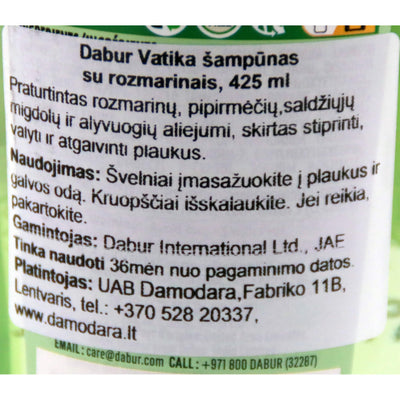 Dabur Vatika šampūnas
su rozmarinais, 425 ml
Praturtintas rozmarinų, pipirmėčių,saldžiųjų
migdolų ir alyvuogių aliejumi, skirtas stiprinti,
valyti ir atgaivinti plaukus.
Naudojimas: Švelniai įmasažuokite į plaukus ir
galvos odą. Kruopščiai išskalaukite. Jei reikia,
pakartokite.
Gamintojas: Dabur International Ltd., JAE
Tinka naudoti 36mėn nuo pagaminimo datos.
Platintojas: UAB Damodara,Fabriko 11B,
Lentvaris, tel.: +370 528 20337,
www.damodara.lt
EMAIL : care@dabur.com CALL : +971 800 DABUR (32287)